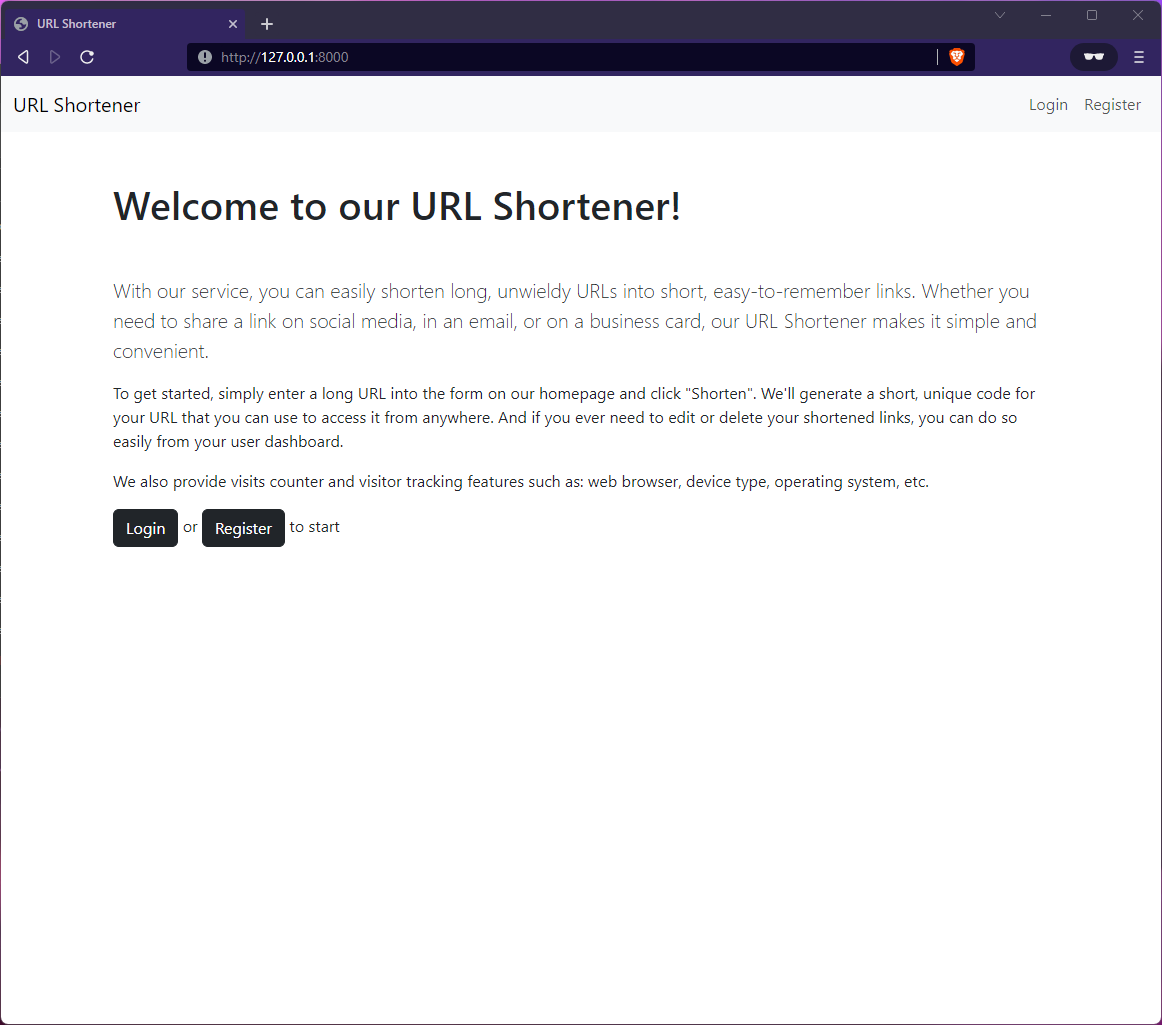 URL Shortener
http://127.0.0.1:8000
URL Shortener
Login Register
Welcome to our URL Shortener!
With our service, you can easily shorten long, unwieldy URLs into short, easy-to-remember links. Whether you
need to share a link on social media, in an email, or on a business card, our URL Shortener makes it simple and
convenient.
To get started, simply enter a long URL into the form on our homepage and click "Shorten". We'll generate a short, unique code for
your URL that you can use to access it from anywhere. And if you ever need to edit or delete your shortened links, you can do so
easily from your user dashboard.
We also provide visits counter and visitor tracking features such as: web browser, device type, operating system, etc.
Login or Register to start